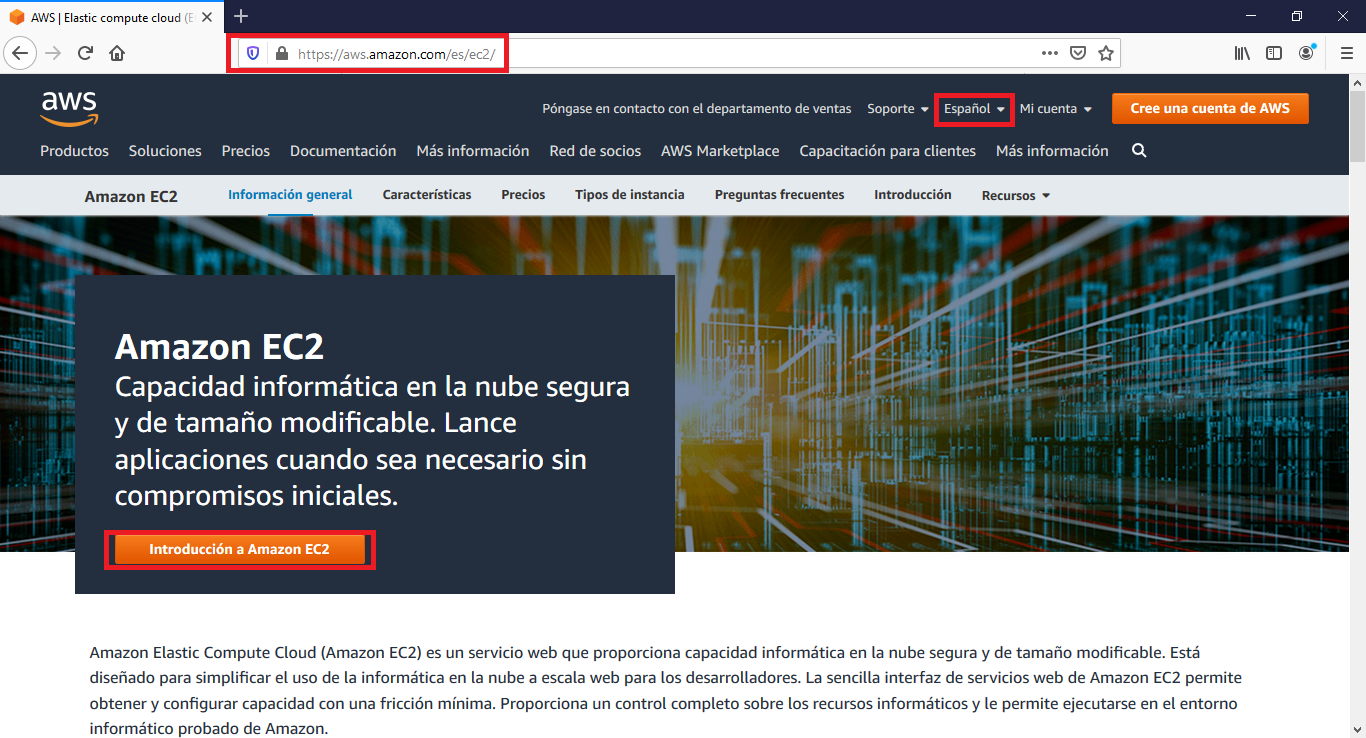 AWS | Elastic compute cloud (E
https://aws.amazon.com/es/ec2/
aws
Póngase en contacto con el departamento de ventas Soporte Español Mi cuenta Cree una cuenta de AWS
Productos Soluciones Precios Documentación Más información Red de socios AWS Marketplace Capacitación para clientes Más información
Amazon EC2 Información general Características Precios Tipos de instancia Preguntas frecuentes Introducción Recursos
Amazon EC2
Capacidad informática en la nube segura
y de tamaño modificable. Lance
aplicaciones cuando sea necesario sin
compromisos iniciales.
Introducción a Amazon EC2
Amazon Elastic Compute Cloud (Amazon EC2) es un servicio web que proporciona capacidad informática en la nube segura y de tamaño modificable. Está
diseñado para simplificar el uso de la informática en la nube a escala web para los desarrolladores. La sencilla interfaz de servicios web de Amazon EC2 permite
obtener y configurar capacidad con una fricción mínima. Proporciona un control completo sobre los recursos informáticos y le permite ejecutarse en el entorno
informático probado de Amazon.